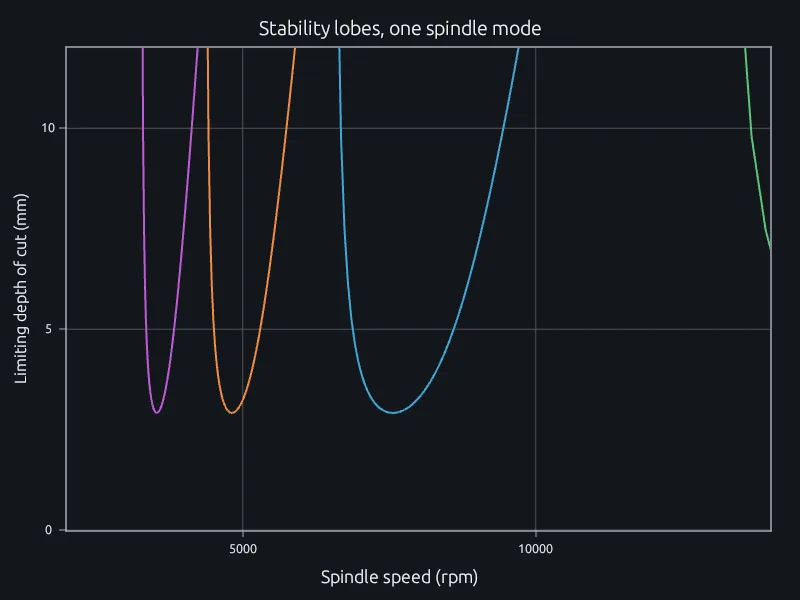 Stability lobes, one spindle mode
Limiting depth of cut (mm)
10
5
0
5000
10000
Spindle speed (rpm)